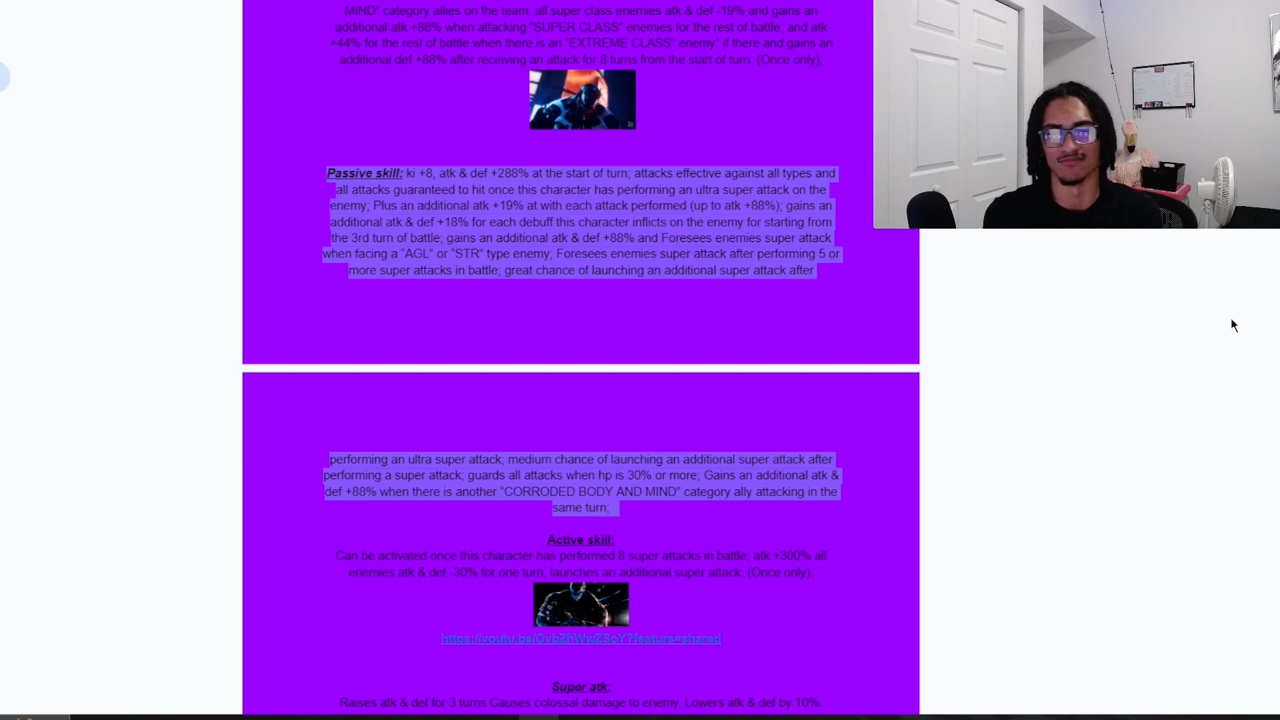 MIND" category allies on the team. all super class enemies atk & def -19% and gains an
additional atk +88% when attacking "SUPER CLASS" enemies for the rest of battle; and atk
+44% for the rest of battle when there is an "EXTREME CLASS" enemy" if there and gains an
additional def +88% after receiving an attack for 8 turns from the start of turn. (Once only);
Passive skill: ki +8, atk & def +288% at the start of turn; attacks effective against all types and
all attacks guaranteed to hit once this character has performing an ultra super attack on the
enemy; Plus an additional atk +19% at with each attack performed (up to atk +88%); gains an
additional atk & def +18% for each debuff this character inflicts on the enemy for starting from
the 3rd turn of battle; gains an additional atk & def +88% and Foresees enemies super attack
when facing a "AGL" or "STR" type enemy; Foresees enemies super attack after performing 5 or
more super attacks in battle; great chance of launching an additional super attack after
performing an ultra super attack; medium chance of launching an additional super attack after
performing a super attack; guards all attacks when hp is 30% or more; Gains an additional atk &
def +88% when there is another "CORRODED BODY AND MIND" category ally attacking in the
same turn;
Active skill:
Can be activated once this character has performed 8 super attacks in battle; atk +300% all
enemies atk & def -30% for one turn, launches an additional super attack. (Once only);
Super atk:
Raises atk & def for 3 turns Causes colossal damage to enemy. Lowers atk & def by 10%.